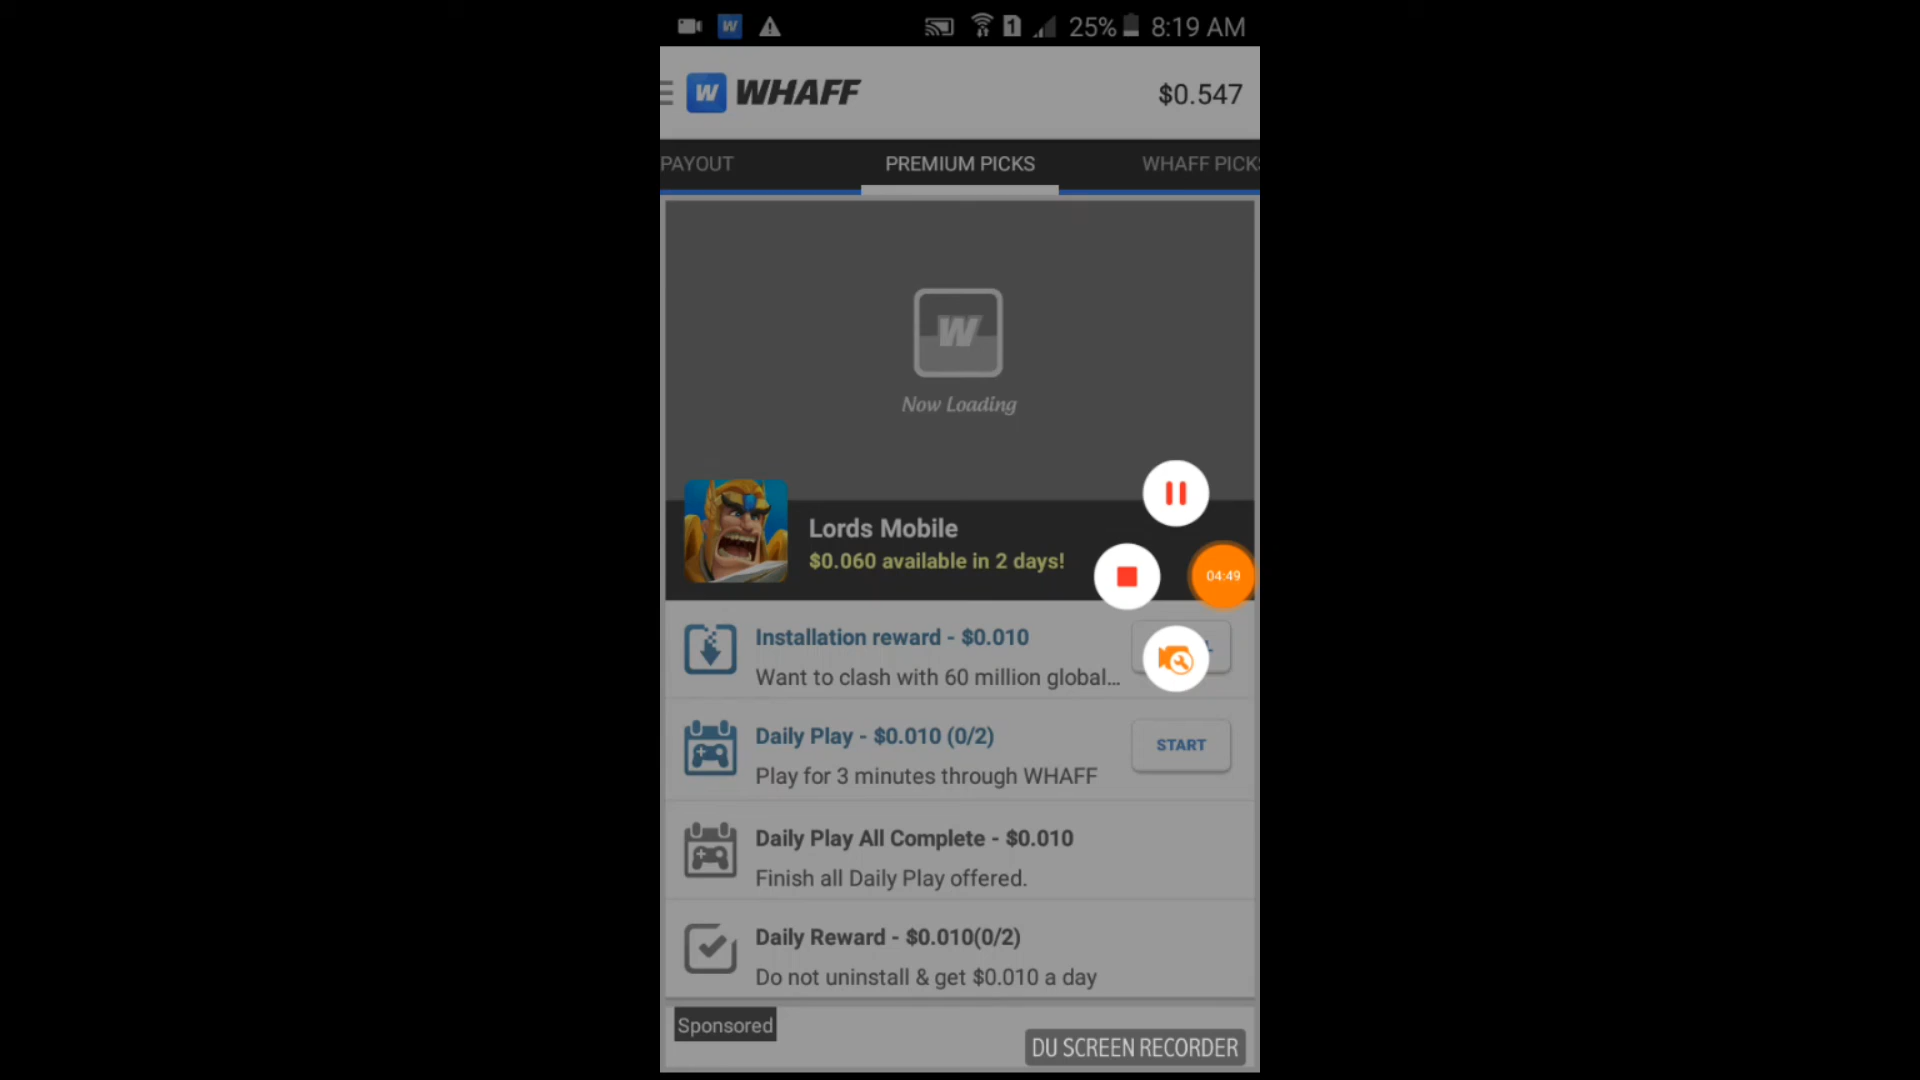 W 1 25% 8:19 AM
W WHAFF $0.547
PAYOUT PREMIUM PICKS WHAFF PICKS
W
Now Loading
Lords Mobile
$0.060 available in 2 days!
04:49
Installation reward - $0.010
Want to clash with 60 million global...
Daily Play - $0.010 (0/2)
START
Play for 3 minutes through WHAFF
Daily Play All Complete - $0.010
Finish all Daily Play offered.
Daily Reward - $0.010(0/2)
Do not uninstall & get $0.010 a day
Sponsored
DU SCREEN RECORDER